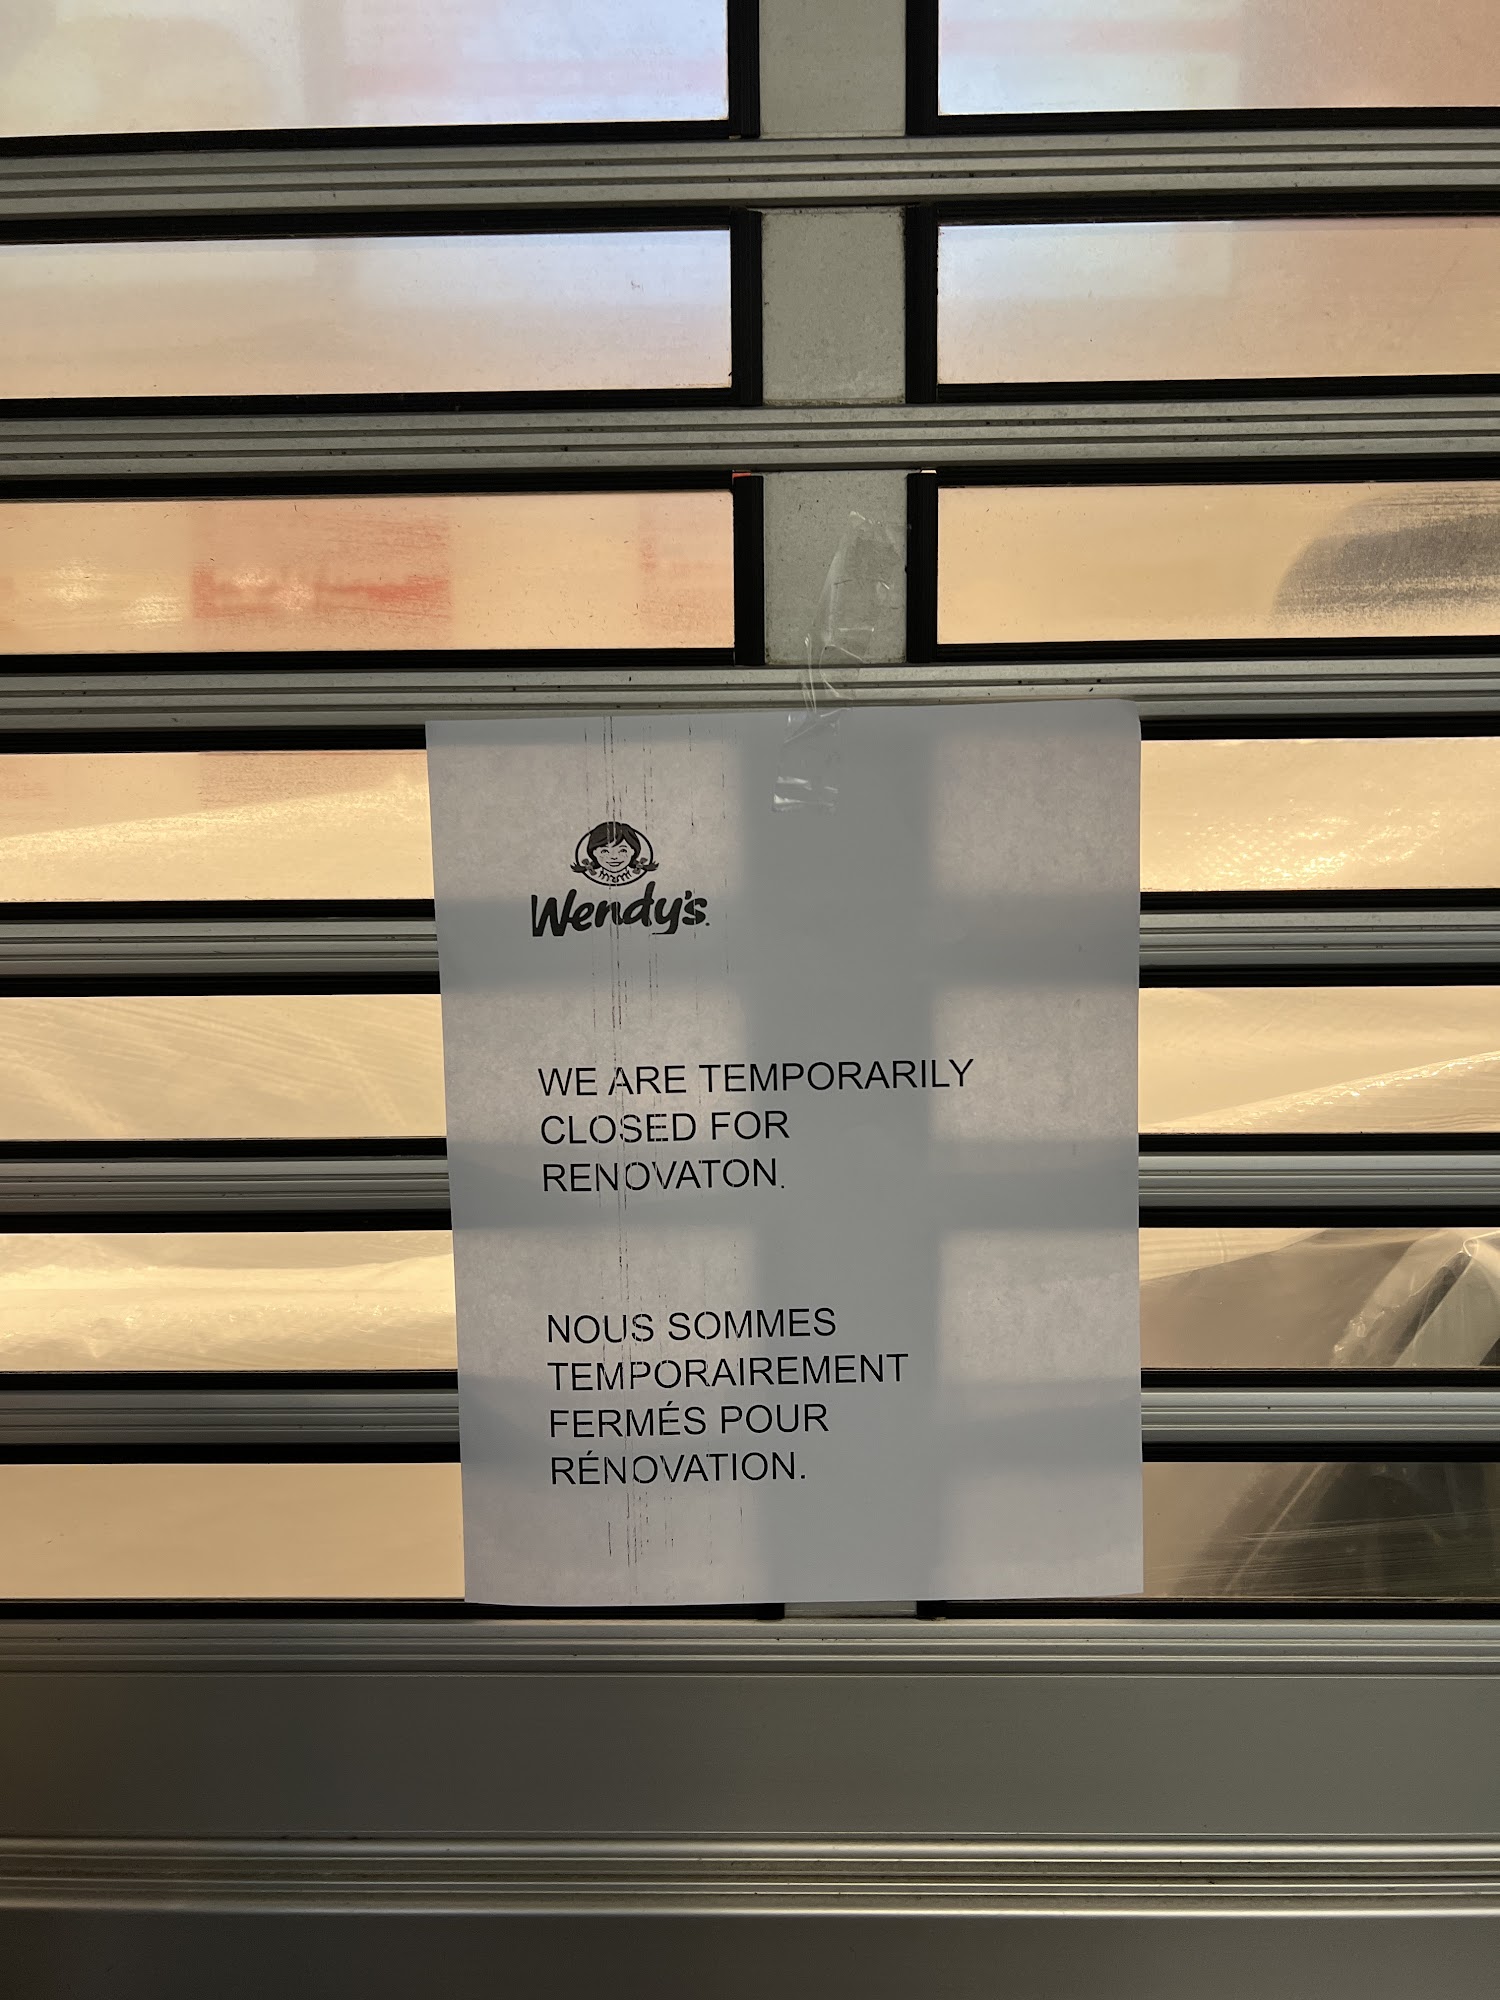 Wendy's
WE ARE TEMPORARILY
CLOSED FOR
RENOVATON.
NOUS SOMMES
TEMPORAIREMENT
FERMÉS POUR
RÉNOVATION.